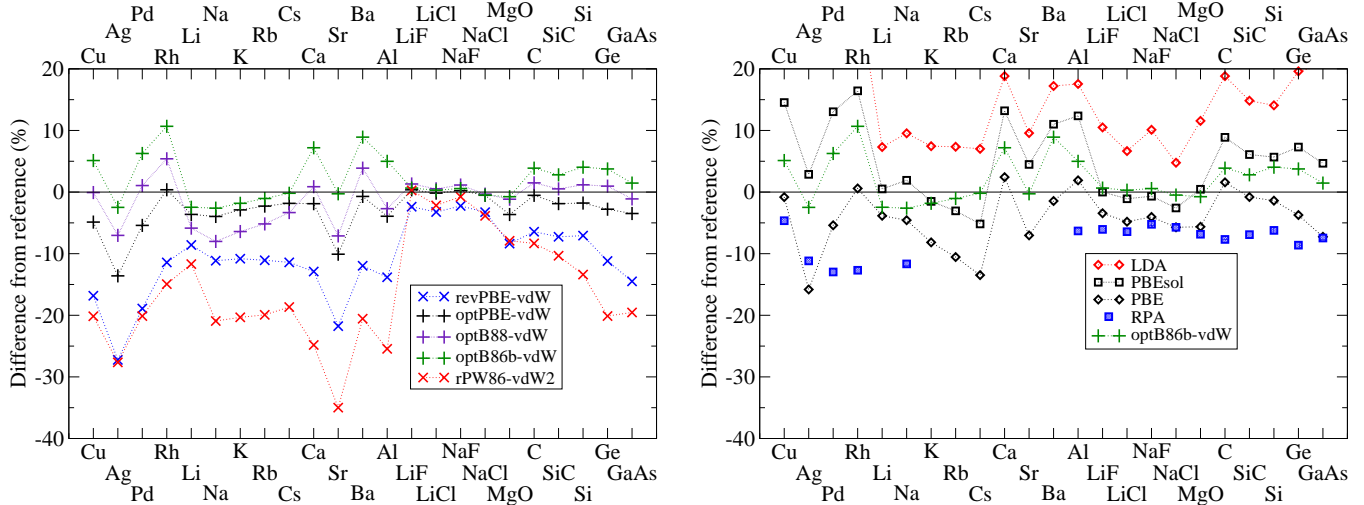 Pd Na Cs Ba LiCl MgO Si
Ag Li Rb Sr LiF NaCl SiC GaAs
Cu Rh K Ca Al NaF C Ge
20
10
0
-10
-20
-30
-40
Difference from reference (%)
revPBE-vdW
optPBE-vdW
optB88-vdW
optB86b-vdW
rPW86-vdW2
Cu Rh K Ca Al NaF C Ge
Ag Li Rb Sr LiF NaCl SiC GaAs
Pd Na Cs Ba LiCl MgO Si
Pd Na Cs Ba LiCl MgO Si
Ag Li Rb Sr LiF NaCl SiC GaAs
Cu Rh K Ca Al NaF C Ge
20
10
0
-10
-20
-30
-40
Difference from reference (%)
LDA
PBEsol
PBE
RPA
optB86b-vdW
Cu Rh K Ca Al NaF C Ge
Ag Li Rb Sr LiF NaCl SiC GaAs
Pd Na Cs Ba LiCl MgO Si